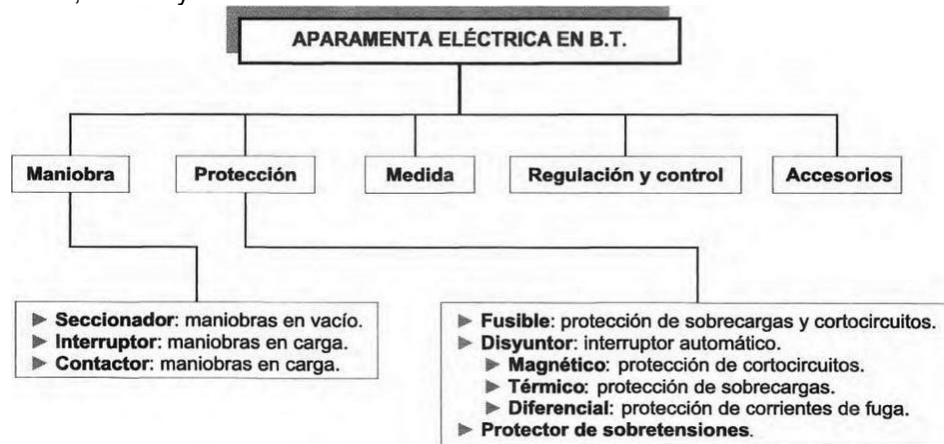 APARAMENTA ELÉCTRICA EN B.T.
Maniobra
Protección
Medida
Regulación y control
Accesorios
Seccionador: maniobras en vacío.
Interruptor: maniobras en carga.
Contactor: maniobras en carga.
Fusible: protección de sobrecargas y cortocircuitos.
Disyuntor: interruptor automático.
Magnético: protección de cortocircuitos.
Térmico: protección de sobrecargas.
Diferencial: protección de corrientes de fuga.
Protector de sobretensiones.